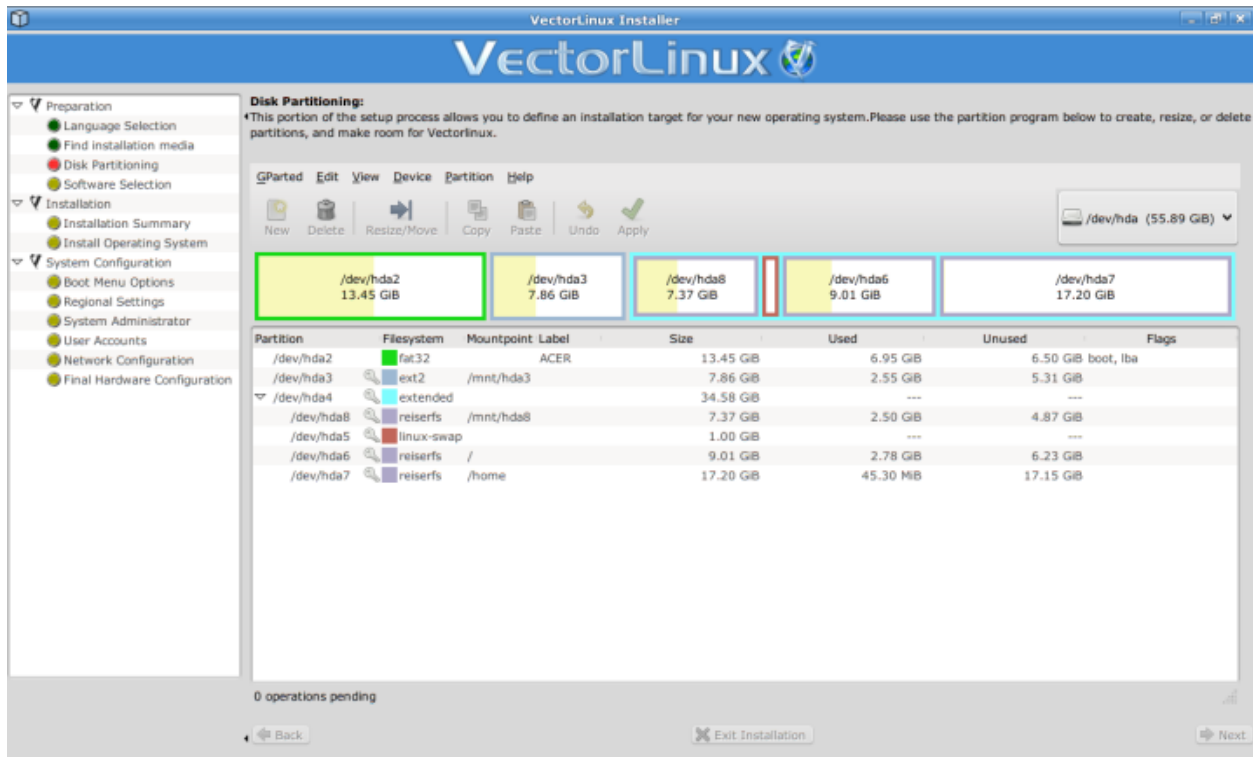 VectorLinux Installer
VectorLinux
Preparation
Language Selection
Find installation media
Disk Partitioning
Software Selection
Installation
Installation Summary
Install Operating System
System Configuration
Boot Menu Options
Regional Settings
System Administrator
User Accounts
Network Configuration
Final Hardware Configuration
Disk Partitioning:
This portion of the setup process allows you to define an installation target for your new operating system.Please use the partition program below to create, resize, or delete
partitions, and make room for Vectorlinux.
GParted Edit View Device Partition Help
New Delete Resize/Move Copy Paste Undo Apply
/dev/hda (55.89 GiB)
/dev/hda2 /dev/hda3 /dev/hda8 /dev/hda6 /dev/hda7
13.45 GiB 7.86 GiB 7.37 GiB 9.01 GiB 17.20 GiB
Partition Filesystem Mountpoint Label Size Used Unused Flags
/dev/hda2 fat32 ACER 13.45 GiB 6.95 GiB 6.50 GiB boot, lba
/dev/hda3 ext2 /mnt/hda3 7.86 GiB 2.55 GiB 5.31 GiB
/dev/hda4 extended 34.58 GiB --- ---
/dev/hda8 reiserfs /mnt/hda8 7.37 GiB 2.50 GiB 4.87 GiB
/dev/hda5 linux-swap 1.00 GiB --- ---
/dev/hda6 reiserfs / 9.01 GiB 2.78 GiB 6.23 GiB
/dev/hda7 reiserfs /home 17.20 GiB 45.30 MiB 17.15 GiB
0 operations pending
Back Exit Installation Next